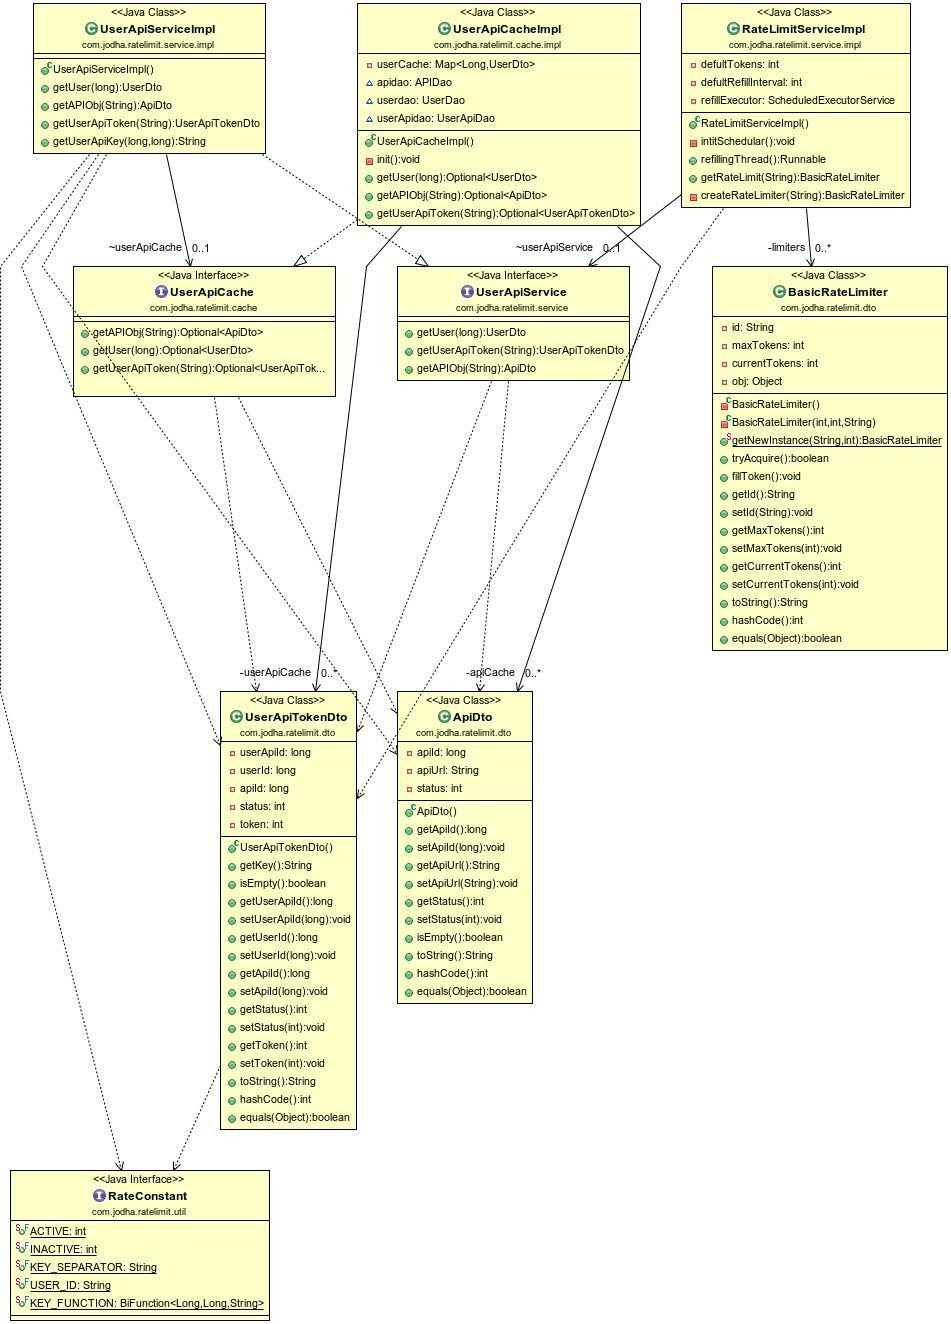 <<Java Class>>
UserApiServiceImpl
com.jodha.ratelimit.service.impl
UserApiServiceImpl()
getUser(long):UserDto
getAPIObj(String):ApiDto
getUserApiToken(String):UserApiTokenDto
getUserApiKey(long,long):String
<<Java Class>>
UserApiCacheImpl
com.jodha.ratelimit.cache.impl
userCache: Map<Long,UserDto>
apidao: APIDao
userdao: UserDao
userApidao: UserApiDao
UserApiCacheImpl()
init():void
getUser(long):Optional<UserDto>
getAPIObj(String):Optional<ApiDto>
getUserApiToken(String):Optional<UserApiTokenDto>
<<Java Class>>
RateLimitServiceImpl
com.jodha.ratelimit.service.impl
defultTokens: int
defultRefillInterval: int
refillExecutor: ScheduledExecutorService
RateLimitServiceImpl()
intitSchedular():void
refillingThread():Runnable
getRateLimit(String):BasicRateLimiter
createRateLimiter(String):BasicRateLimiter
~userApiCache 0..1
~userApiService 0..1
-limiters 0..*
<<Java Interface>>
UserApiCache
com.jodha.ratelimit.cache
getAPIObj(String):Optional<ApiDto>
getUser(long):Optional<UserDto>
getUserApiToken(String):Optional<UserApiTok...
<<Java Interface>>
UserApiService
com.jodha.ratelimit.service
getUser(long):UserDto
getUserApiToken(String):UserApiTokenDto
getAPIObj(String):ApiDto
<<Java Class>>
BasicRateLimiter
com.jodha.ratelimit.dto
id: String
maxTokens: int
currentTokens: int
obj: Object
BasicRateLimiter()
BasicRateLimiter(int,int,String)
getNewInstance(String,int):BasicRateLimiter
tryAcquire():boolean
fillToken():void
getId():String
setId(String):void
getMaxTokens():int
setMaxTokens(int):void
getCurrentTokens():int
setCurrentTokens(int):void
toString():String
hashCode():int
equals(Object):boolean
-userApiCache 0..*
-apiCache 0..*
<<Java Class>>
UserApiTokenDto
com.jodha.ratelimit.dto
userApiId: long
userId: long
apiId: long
status: int
token: int
UserApiTokenDto()
getKey():String
isEmpty():boolean
getUserApiId():long
setUserApiId(long):void
getUserId():long
setUserId(long):void
getApiId():long
setApiId(long):void
getStatus():int
setStatus(int):void
getToken():int
setToken(int):void
toString():String
hashCode():int
equals(Object):boolean
<<Java Class>>
ApiDto
com.jodha.ratelimit.dto
apiId: long
apiUrl: String
status: int
ApiDto()
getApiId():long
setApiId(long):void
getApiUrl():String
setApiUrl(String):void
getStatus():int
setStatus(int):void
isEmpty():boolean
toString():String
hashCode():int
equals(Object):boolean
<<Java Interface>>
RateConstant
com.jodha.ratelimit.util
ACTIVE: int
INACTIVE: int
KEY_SEPARATOR: String
USER_ID: String
KEY_FUNCTION: BiFunction<Long,Long,String>